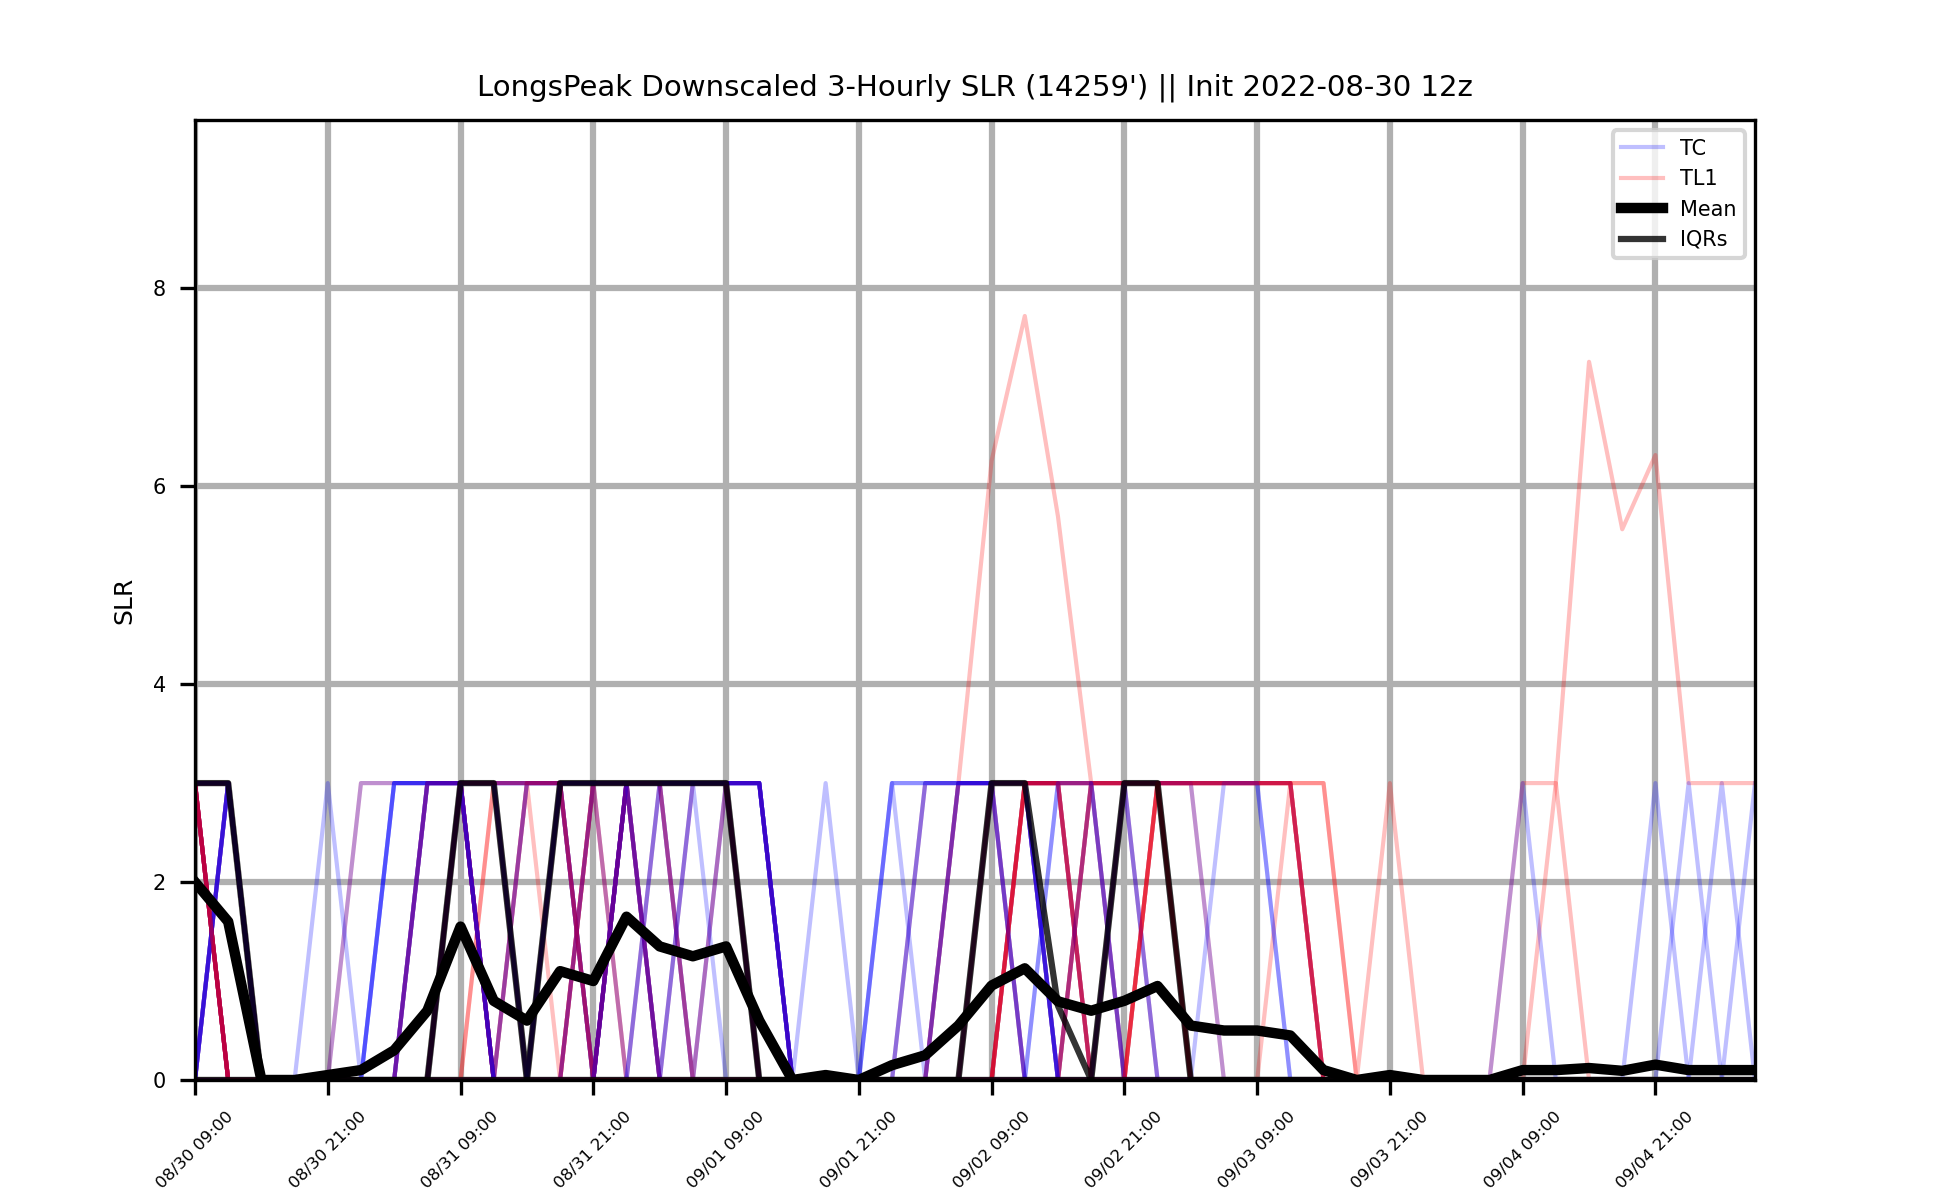 LongsPeak Downscaled 3-Hourly SLR (14259') || Init 2022-08-30 12z
TC
TL1
Mean
IQRs
SLR
8
6
4
2
0
08/30 09:00
08/30 21:00
08/31 09:00
08/31 21:00
09/01 09:00
09/01 21:00
09/02 09:00
09/02 21:00
09/03 09:00
09/03 21:00
09/04 09:00
09/04 21:00